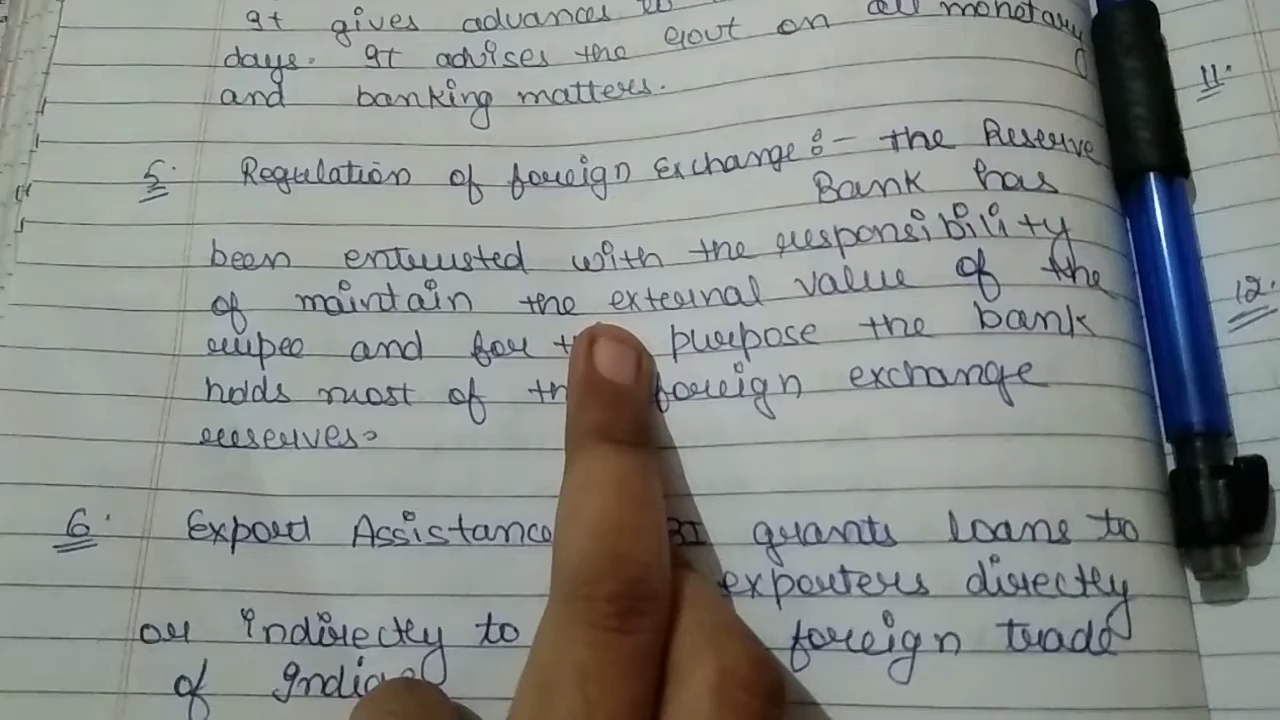 It gives advances to
days. It advises the Govt on all monetary
and banking matters.
11.
5. Regulation of foreign Exchange:- the Reserve
Bank has
been entrusted with the responsibility
of maintain the external value of the
12.
rupee and for purpose the bank
holds most of foreign exchange
reserves.
6. Export Assistance grants loans to
exporters directly
or indirectly to foreign trade
of India